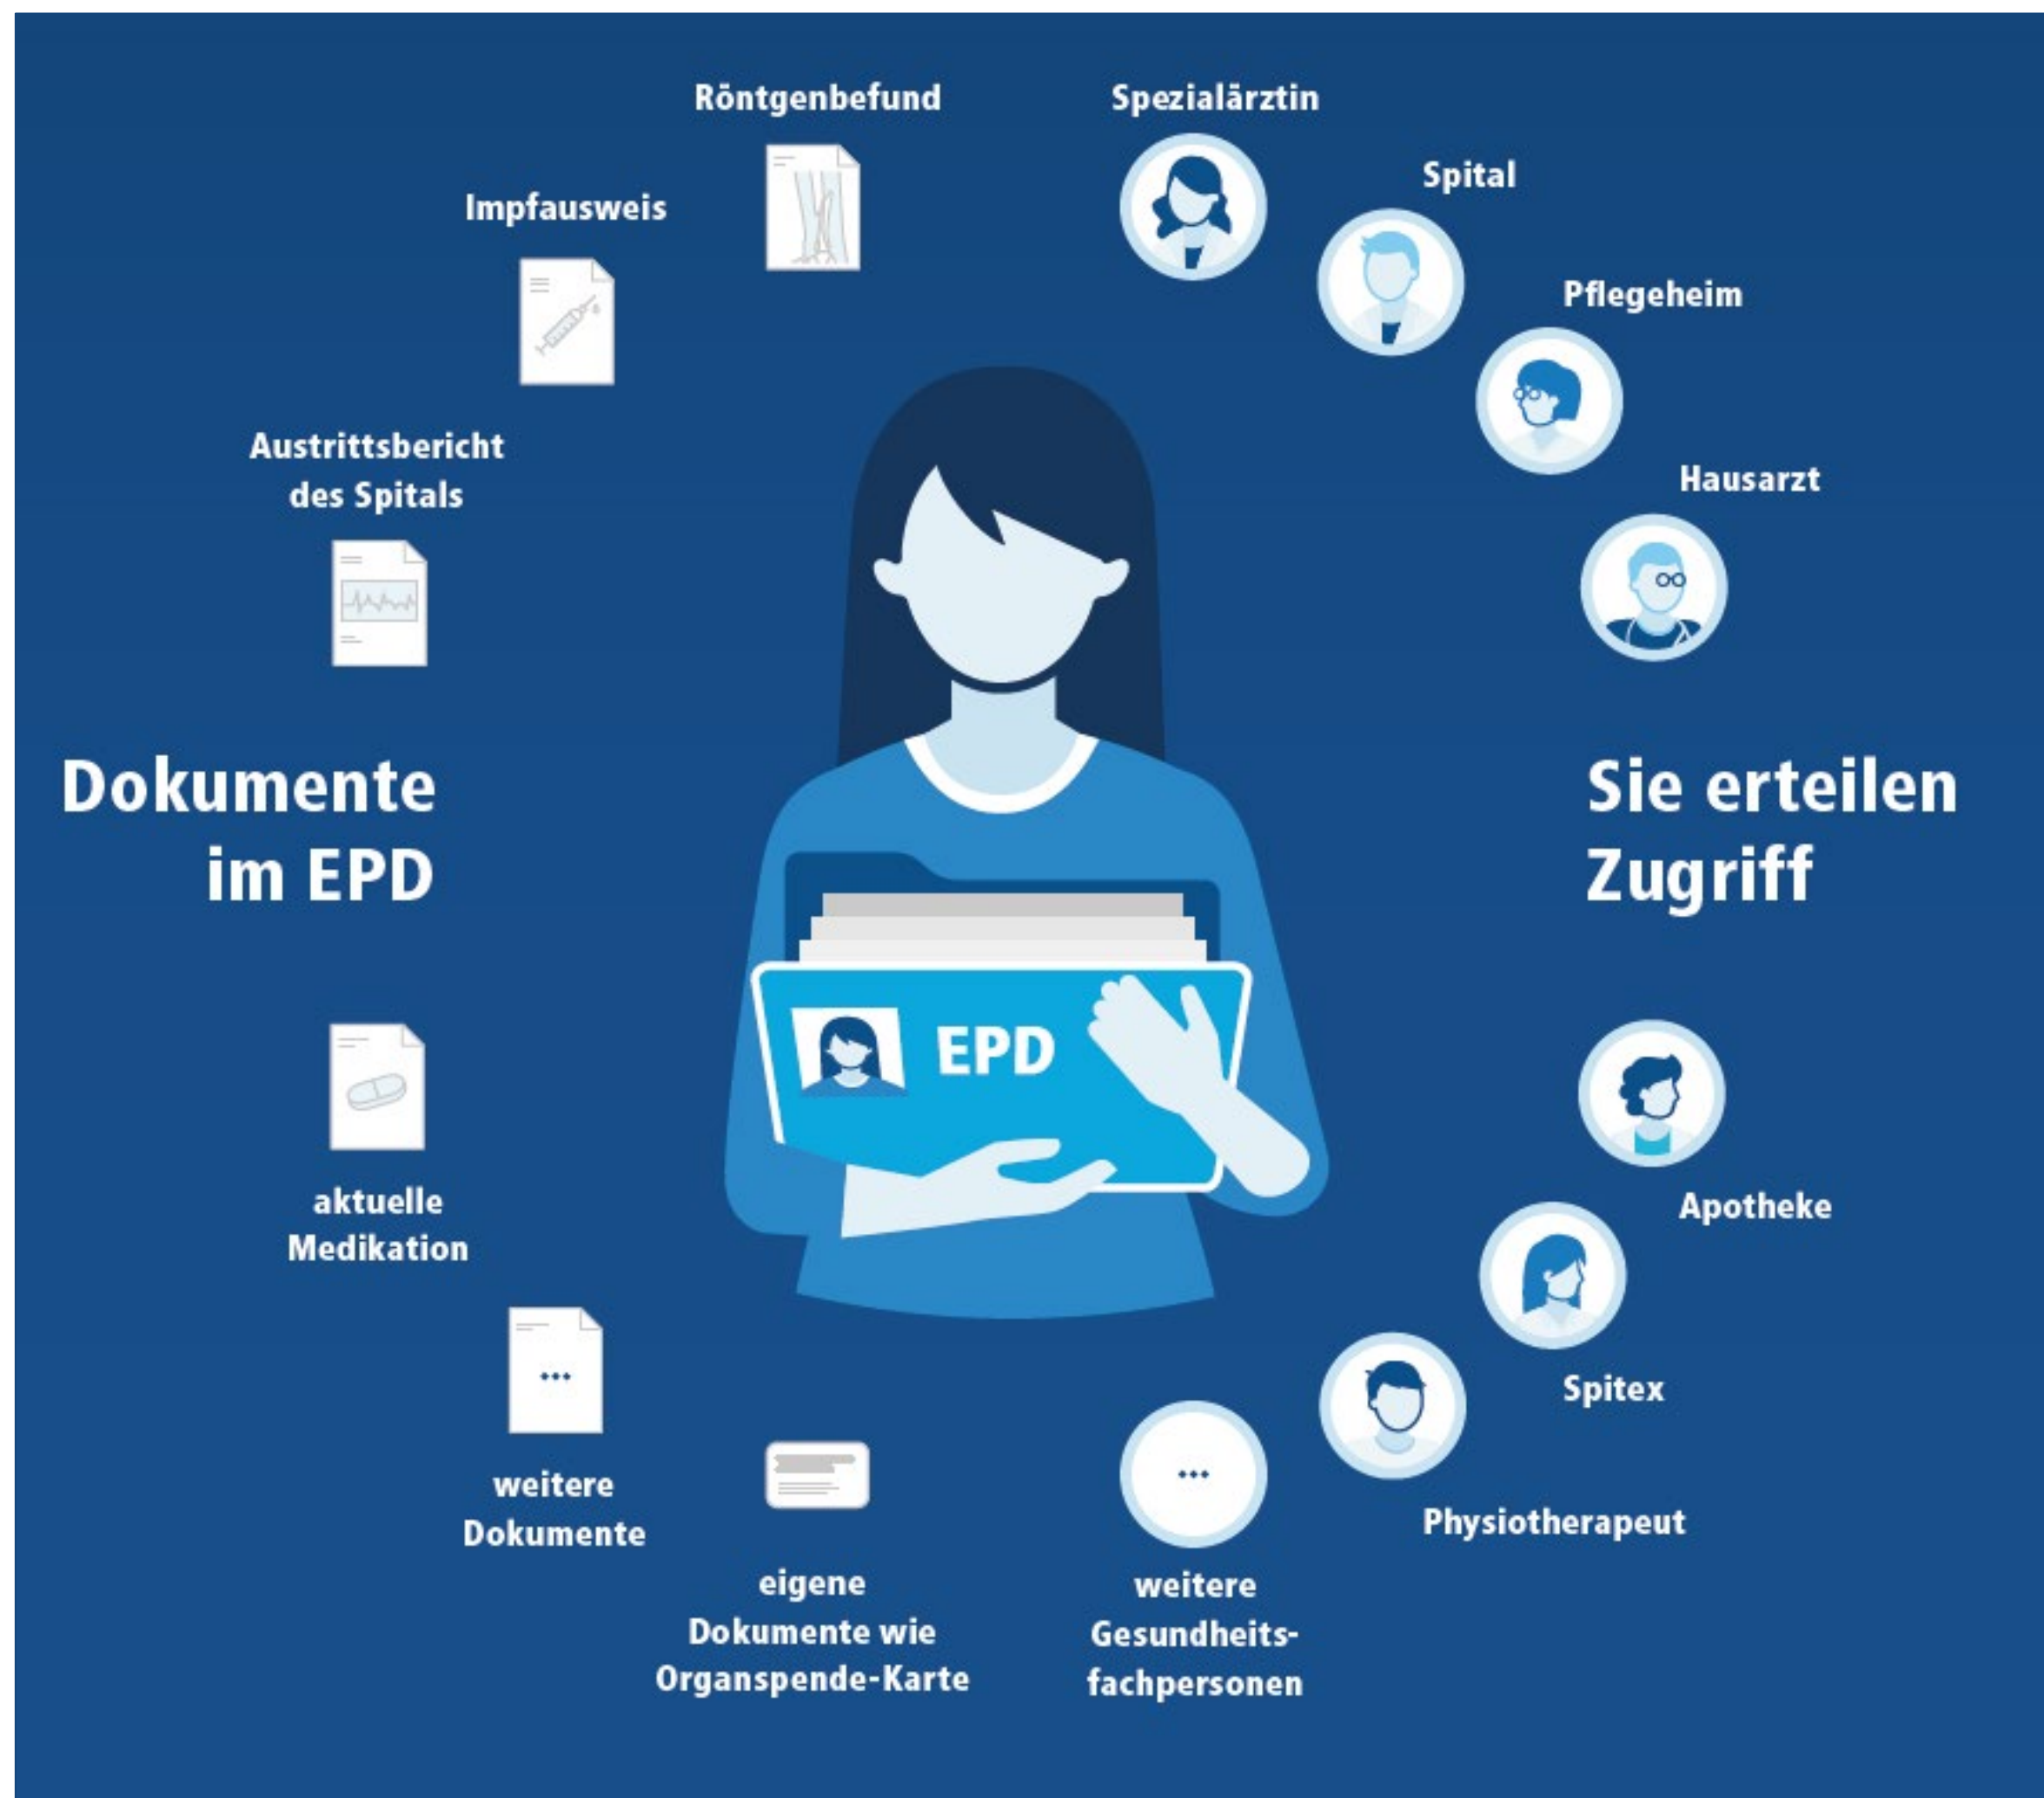 Röntgenbefund
Impfausweis
Austrittsbericht
des Spitals
Dokumente
im EPD
aktuelle
Medikation
weitere
Dokumente
eigene
Dokumente wie
Organspende-Karte
EPD
Spezialärztin
Spital
Pflegeheim
Hausarzt
Sie erteilen
Zugriff
Apotheke
Spitex
Physiotherapeut
weitere
Gesundheits-
fachpersonen